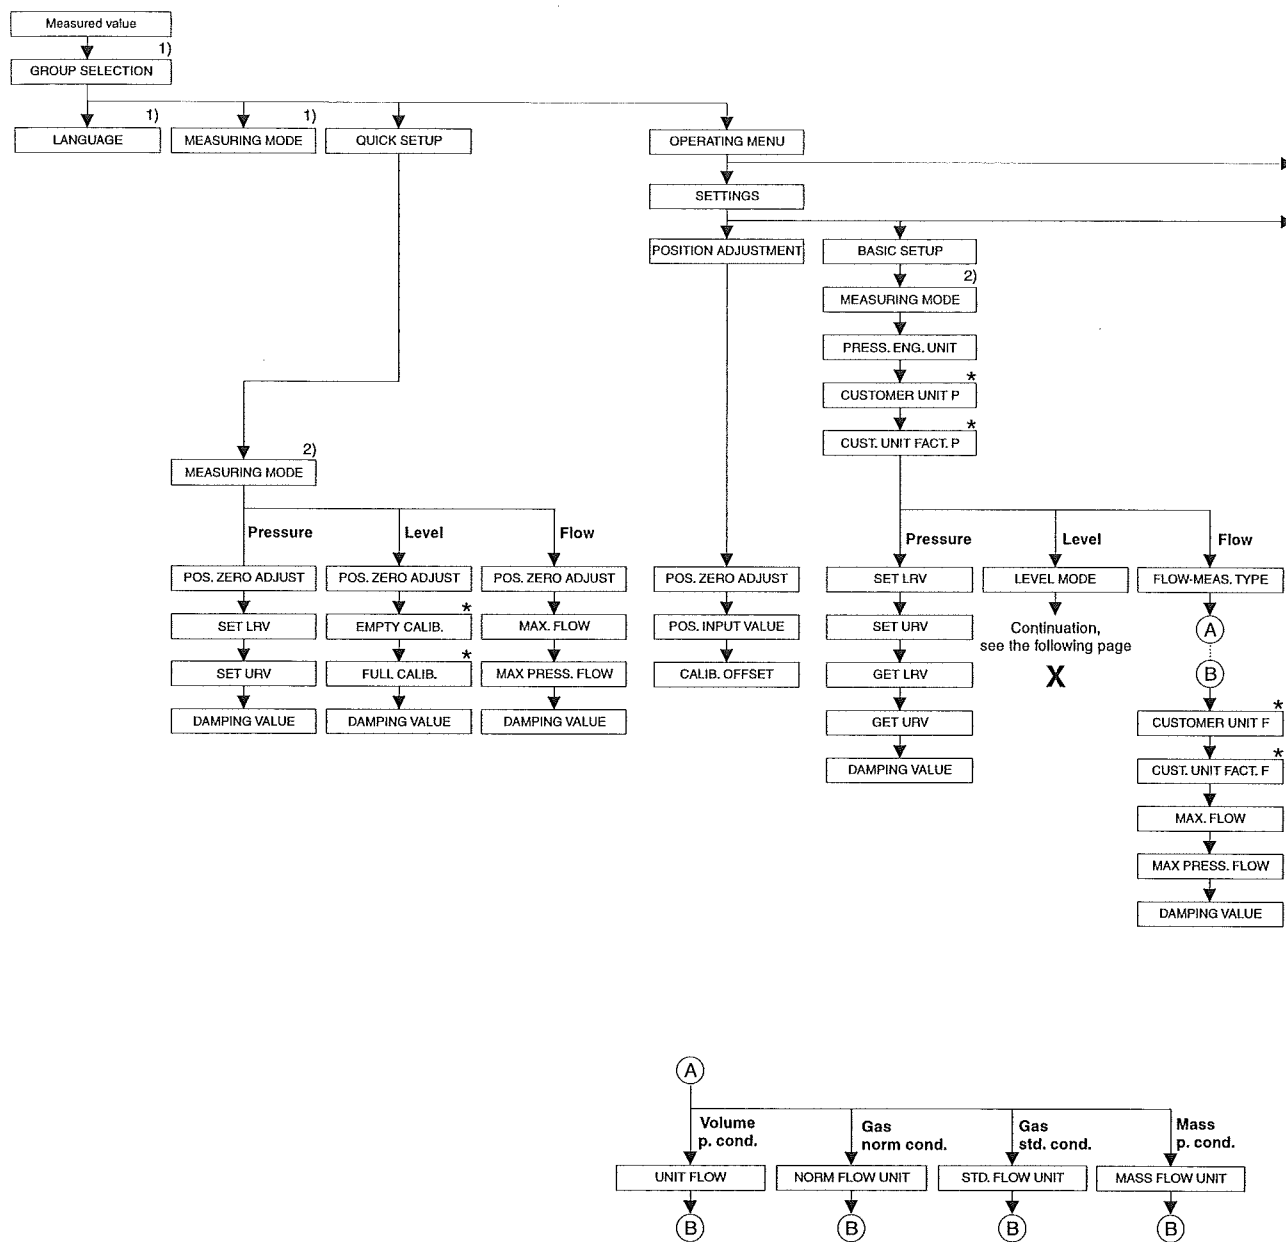 Measured value
1)
GROUP SELECTION
1)
LANGUAGE
1)
MEASURING MODE
QUICK SETUP
OPERATING MENU
SETTINGS
POSITION ADJUSTMENT
BASIC SETUP
2)
MEASURING MODE
PRESS. ENG. UNIT
*
CUSTOMER UNIT P
*
CUST. UNIT FACT. P
2)
MEASURING MODE
Pressure
Level
Flow
Pressure
Level
Flow
POS. ZERO ADJUST
POS. ZERO ADJUST
POS. ZERO ADJUST
POS. ZERO ADJUST
SET LRV
LEVEL MODE
FLOW-MEAS. TYPE
SET LRV
*
EMPTY CALIB.
MAX. FLOW
POS. INPUT VALUE
SET URV
Continuation,
see the following page
X
A
B
SET URV
*
FULL CALIB.
MAX PRESS. FLOW
CALIB. OFFSET
GET LRV
DAMPING VALUE
DAMPING VALUE
DAMPING VALUE
GET URV
*
CUSTOMER UNIT F
DAMPING VALUE
*
CUST. UNIT FACT. F
MAX. FLOW
MAX PRESS. FLOW
DAMPING VALUE
A
Volume
p. cond.
Gas
norm cond.
Gas
std. cond.
Mass
p. cond.
UNIT FLOW
NORM FLOW UNIT
STD. FLOW UNIT
MASS FLOW UNIT
B
B
B
B